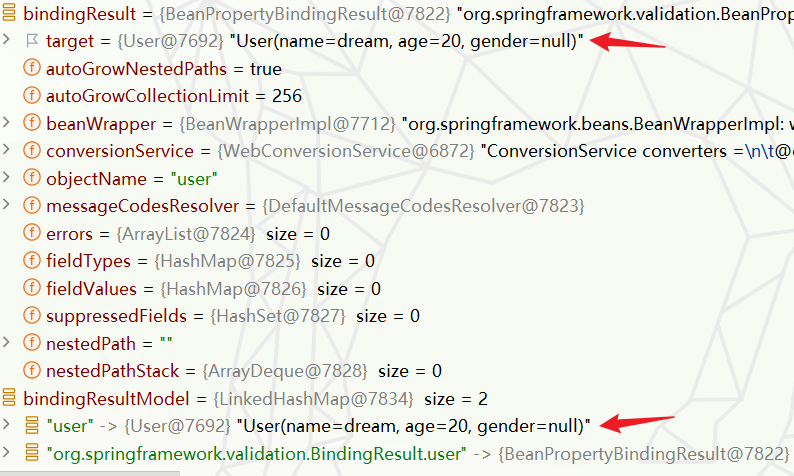 bindingResult = {BeanPropertyBindingResult@7822} "org.springframework.validation.BeanProp
target = {User@7692} "User(name=dream, age=20, gender=null)"
autoGrowNestedPaths = true
autoGrowCollectionLimit = 256
beanWrapper = {BeanWrapperImpl@7712} "org.springframework.beans.BeanWrapperImpl: w
conversionService = {WebConversionService@6872} "ConversionService converters =\n\t@
objectName = "user"
messageCodesResolver = {DefaultMessageCodesResolver@7823}
errors = {ArrayList@7824} size = 0
fieldTypes = {HashMap@7825} size = 0
fieldValues = {HashMap@7826} size = 0
suppressedFields = {HashSet@7827} size = 0
nestedPath = ""
nestedPathStack = {ArrayDeque@7828} size = 0
bindingResultModel = {LinkedHashMap@7834} size = 2
"user" -> {User@7692} "User(name=dream, age=20, gender=null)"
"org.springframework.validation.BindingResult.user" -> {BeanPropertyBindingResult@7822}